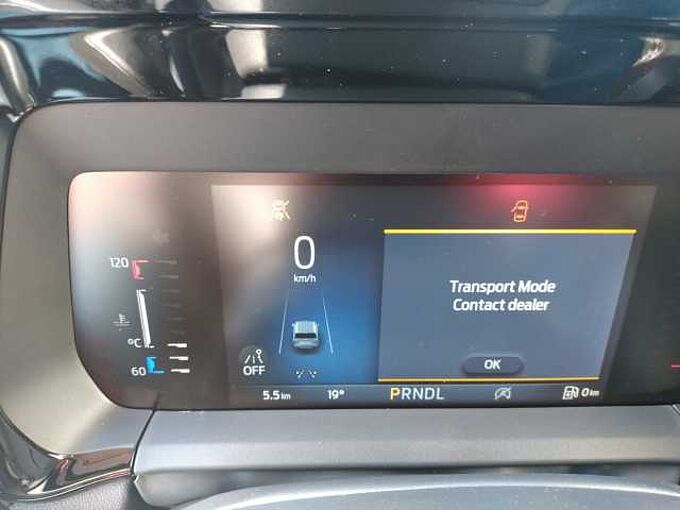 0
km/h
Transport Mode
Contact dealer
OK
120
°C
60
OFF
5.5 km 19° PRNDL 0 km